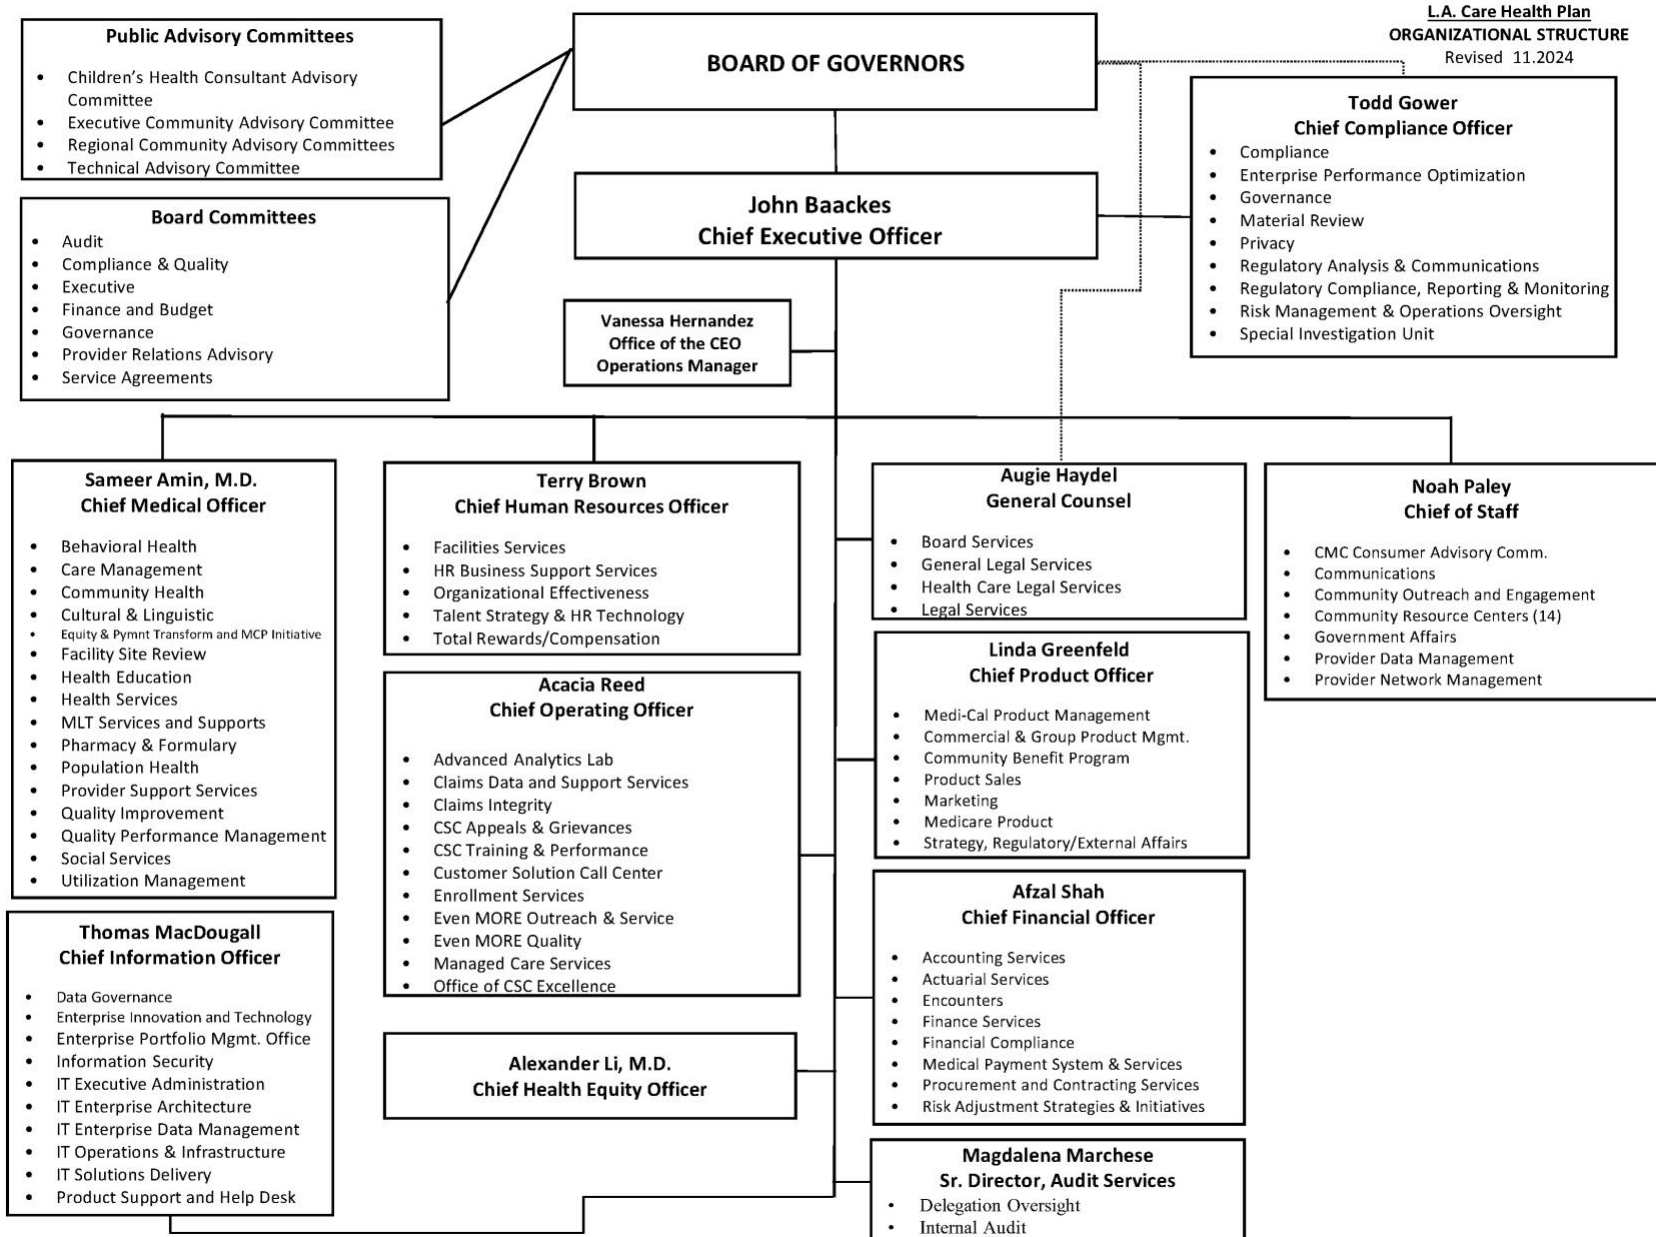 L.A. Care Health Plan
ORGANIZATIONAL STRUCTURE
Revised 11.2024
Public Advisory Committees
• Children’s Health Consultant Advisory
Committee
• Executive Community Advisory Committee
• Regional Community Advisory Committees
• Technical Advisory Committee
BOARD OF GOVERNORS
Todd Gower
Chief Compliance Officer
• Compliance
• Enterprise Performance Optimization
• Governance
• Material Review
• Privacy
• Regulatory Analysis & Communications
• Regulatory Compliance, Reporting & Monitoring
• Risk Management & Operations Oversight
• Special Investigation Unit
Board Committees
• Audit
• Compliance & Quality
• Executive
• Finance and Budget
• Governance
• Provider Relations Advisory
• Service Agreements
John Baackes
Chief Executive Officer
Vanessa Hernandez
Office of the CEO
Operations Manager
Sameer Amin, M.D.
Chief Medical Officer
• Behavioral Health
• Care Management
• Community Health
• Cultural & Linguistic
• Equity & Pymnt Transform and MCP Initiative
• Facility Site Review
• Health Education
• Health Services
• MLT Services and Supports
• Pharmacy & Formulary
• Population Health
• Provider Support Services
• Quality Improvement
• Quality Performance Management
• Social Services
• Utilization Management
Terry Brown
Chief Human Resources Officer
• Facilities Services
• HR Business Support Services
• Organizational Effectiveness
• Talent Strategy & HR Technology
• Total Rewards/Compensation
Augie Haydel
General Counsel
• Board Services
• General Legal Services
• Health Care Legal Services
• Legal Services
Noah Paley
Chief of Staff
• CMC Consumer Advisory Comm.
• Communications
• Community Outreach and Engagement
• Community Resource Centers (14)
• Government Affairs
• Provider Data Management
• Provider Network Management
Acacia Reed
Chief Operating Officer
• Advanced Analytics Lab
• Claims Data and Support Services
• Claims Integrity
• CSC Appeals & Grievances
• CSC Training & Performance
• Customer Solution Call Center
• Enrollment Services
• Even MORE Outreach & Service
• Even MORE Quality
• Managed Care Services
• Office of CSC Excellence
Linda Greenfeld
Chief Product Officer
• Medi-Cal Product Management
• Commercial & Group Product Mgmt.
• Community Benefit Program
• Product Sales
• Marketing
• Medicare Product
• Strategy, Regulatory/External Affairs
Thomas MacDougall
Chief Information Officer
• Data Governance
• Enterprise Innovation and Technology
• Enterprise Portfolio Mgmt. Office
• Information Security
• IT Executive Administration
• IT Enterprise Architecture
• IT Enterprise Data Management
• IT Operations & Infrastructure
• IT Solutions Delivery
• Product Support and Help Desk
Alexander Li, M.D.
Chief Health Equity Officer
Afzal Shah
Chief Financial Officer
• Accounting Services
• Actuarial Services
• Encounters
• Finance Services
• Financial Compliance
• Medical Payment System & Services
• Procurement and Contracting Services
• Risk Adjustment Strategies & Initiatives
Magdalena Marchese
Sr. Director, Audit Services
• Delegation Oversight
• Internal Audit